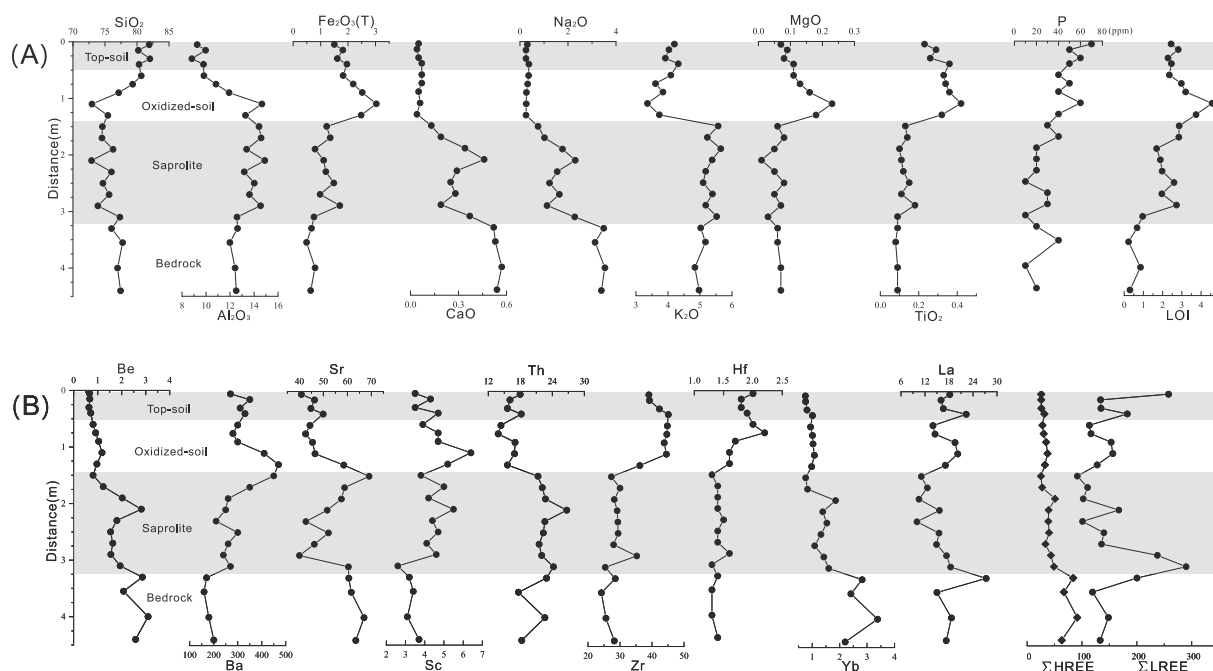 SiO₂ Fe₂O₃(T) Na₂O MgO P
65 70 75 80 85 0 1 2 3 0 1 2 3 4 0.0 0.1 0.2 0.3 0 20 40 60 80 (ppm)
(A)
0 Top-soil
1 Oxidized-soil
Distance(m)
2 Saprolite
3
4 Bedrock
8 10 12 14 16 0.0 0.3 0.6 3 4 5 6 0.0 0.2 0.4 0 1 2 3 4
Al₂O₃ CaO K₂O TiO₂ LOI
Be Sr Th Hf La
0 1 2 3 4 40 50 60 70 12 18 24 30 1.0 1.5 2.0 2.5 6 12 18 24 30
(B)
0 Top-soil
1 Oxidized-soil
Distance(m)
2 Saprolite
3
4 Bedrock
100 200 300 400 500 2 3 4 5 6 7 20 30 40 50 1 2 3 4 0 100 200 300
Ba Sc Zr Yb ΣHREE ΣLREE